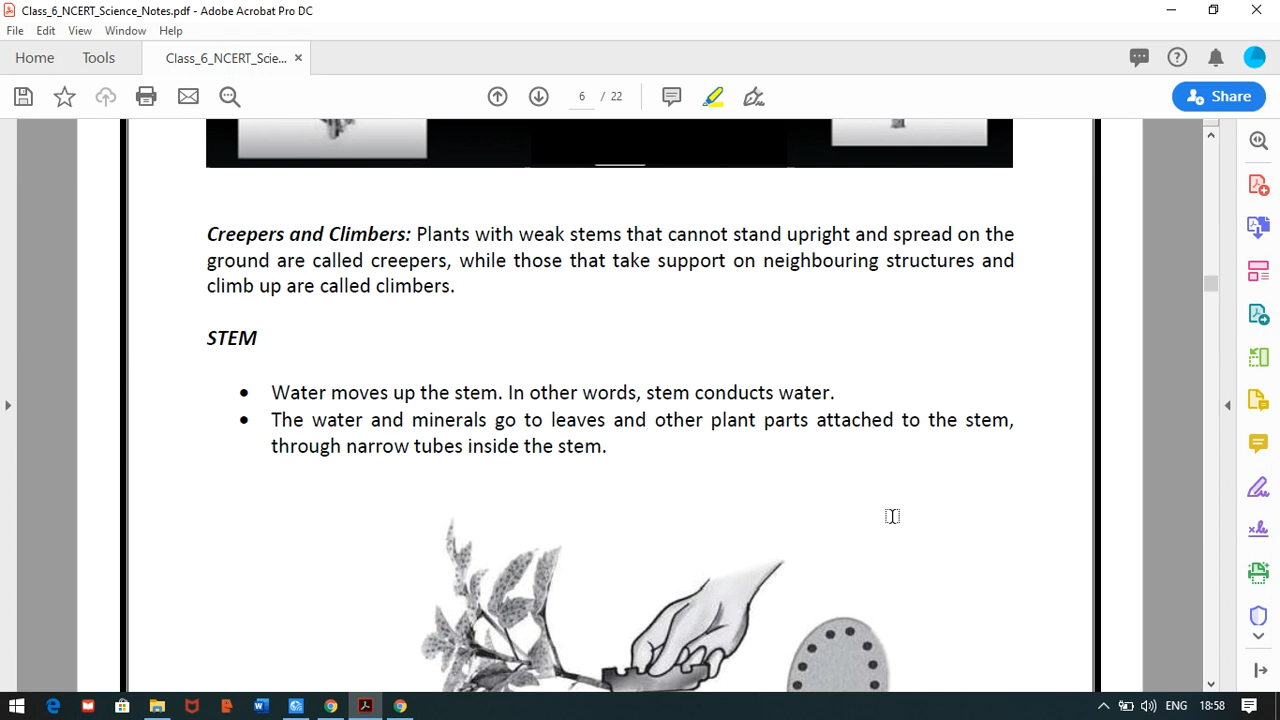 Class_6_NCERT_Science_Notes.pdf - Adobe Acrobat Pro DC
File Edit View Window Help
Home Tools Class_6_NCERT_Scie... ×
6 / 22
Share
Creepers and Climbers: Plants with weak stems that cannot stand upright and spread on the
ground are called creepers, while those that take support on neighbouring structures and
climb up are called climbers.
STEM
• Water moves up the stem. In other words, stem conducts water.
• The water and minerals go to leaves and other plant parts attached to the stem,
through narrow tubes inside the stem.
ENG 18:58